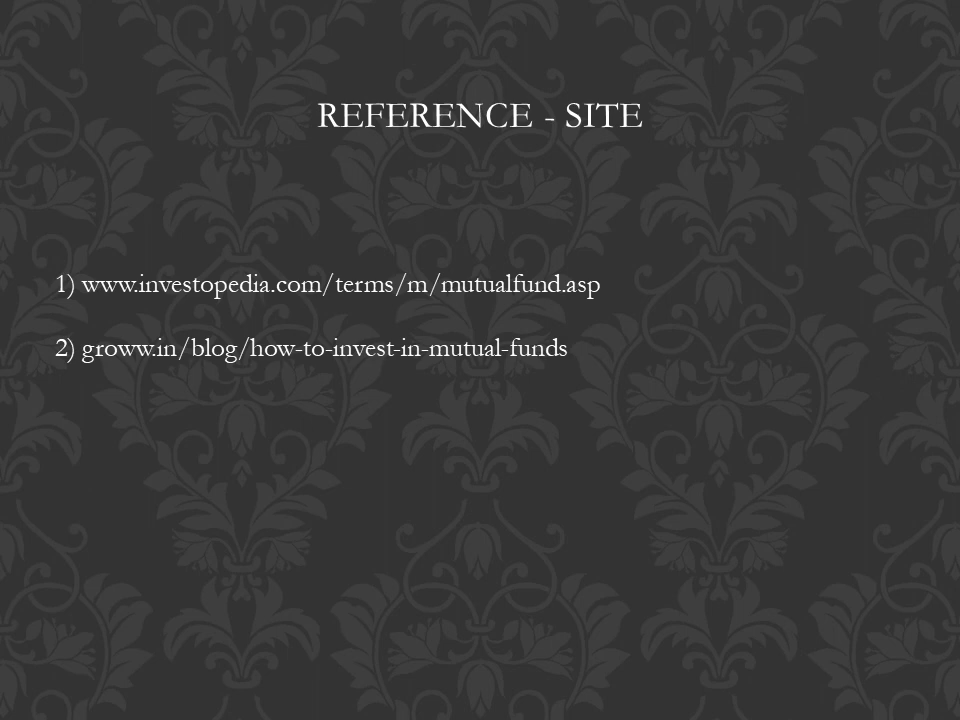 REFERENCE - SITE
1) www.investopedia.com/terms/m/mutualfund.asp
2) groww.in/blog/how-to-invest-in-mutual-funds